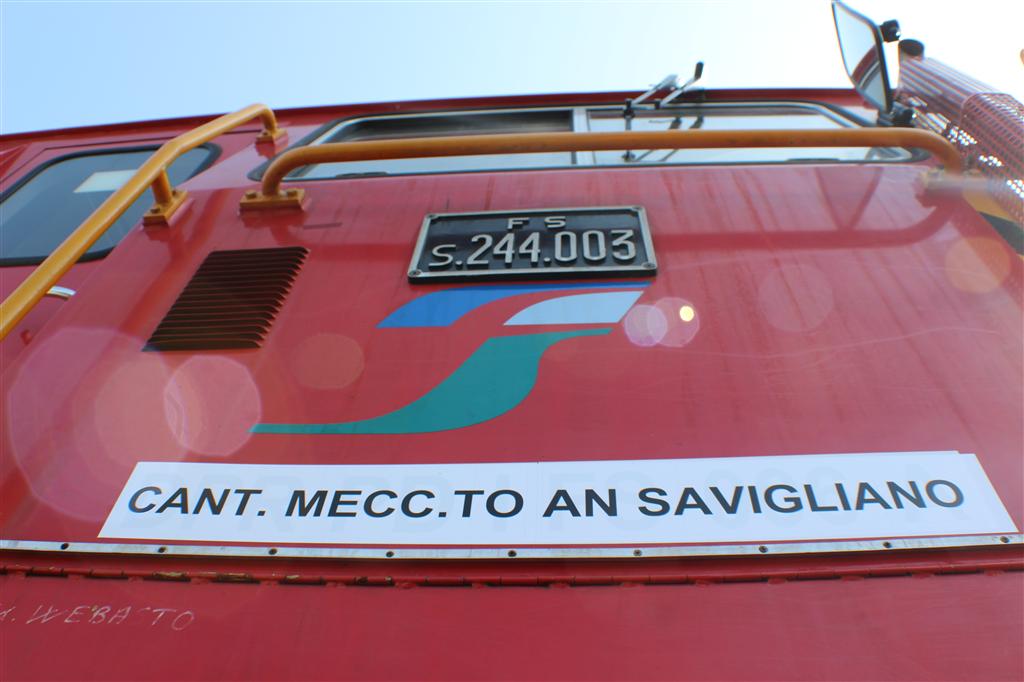 FS
S.244.003
CANT. MECC.TO AN SAVIGLIANO
WEBASTO